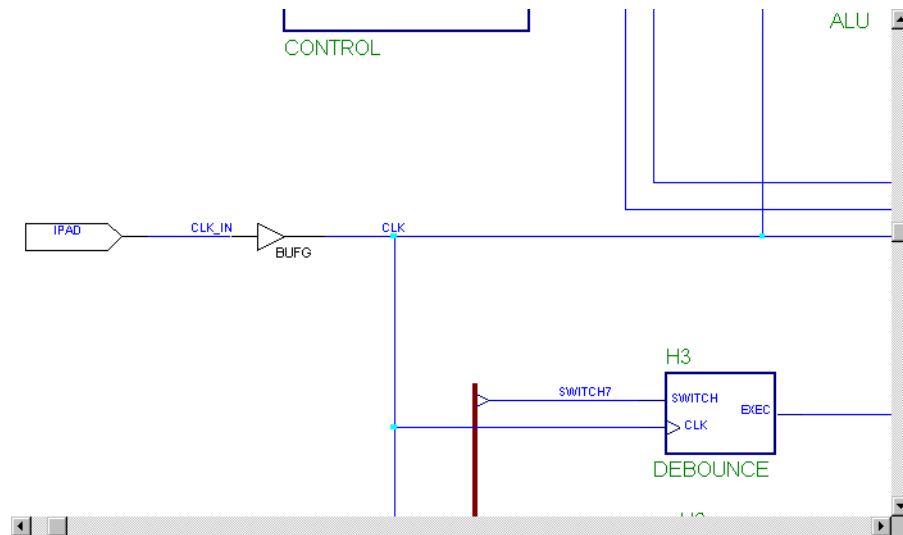 ALU
CONTROL
IPAD
CLK_IN
CLK
BUFG
H3
SWITCH7
SWITCH
EXEC
CLK
DEBOUNCE